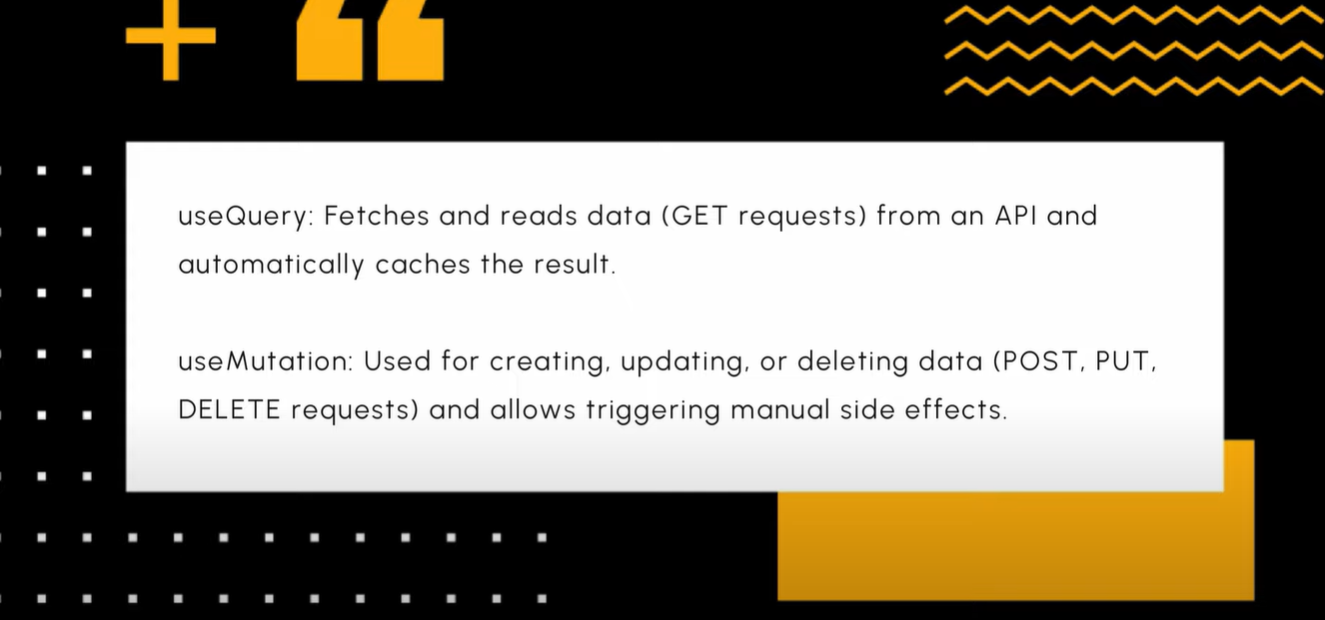 useQuery: Fetches and reads data (GET requests) from an API and
automatically caches the result.
useMutation: Used for creating, updating, or deleting data (POST, PUT,
DELETE requests) and allows triggering manual side effects.